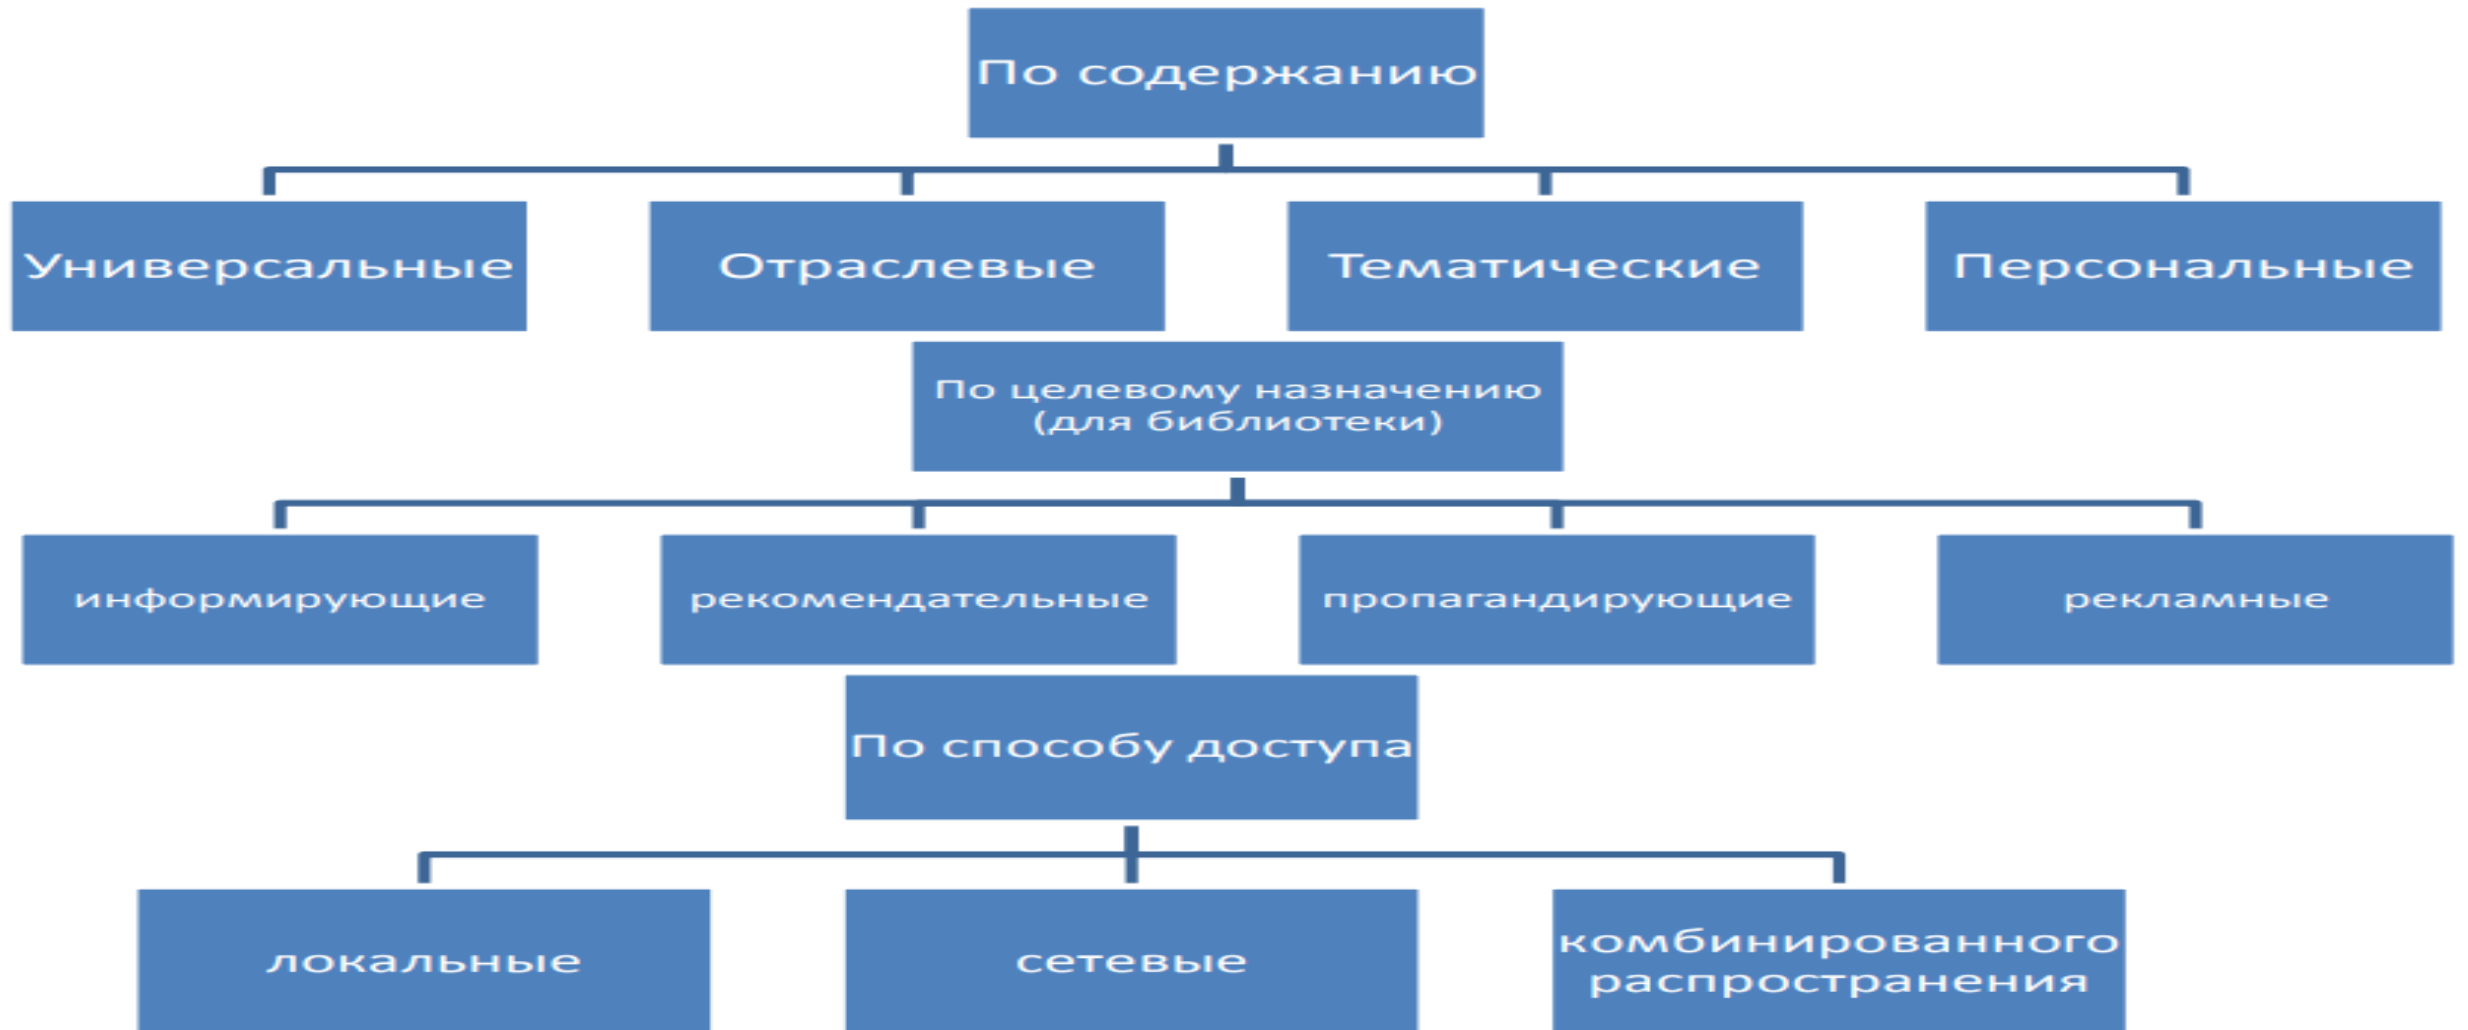 По содержанию
Универсальные
Отраслевые
Тематические
Персональные
По целевому назначению
(для библиотеки)
информирующие
рекомендательные
пропагандирующие
рекламные
По способу доступа
локальные
сетевые
комбинированного
распространения